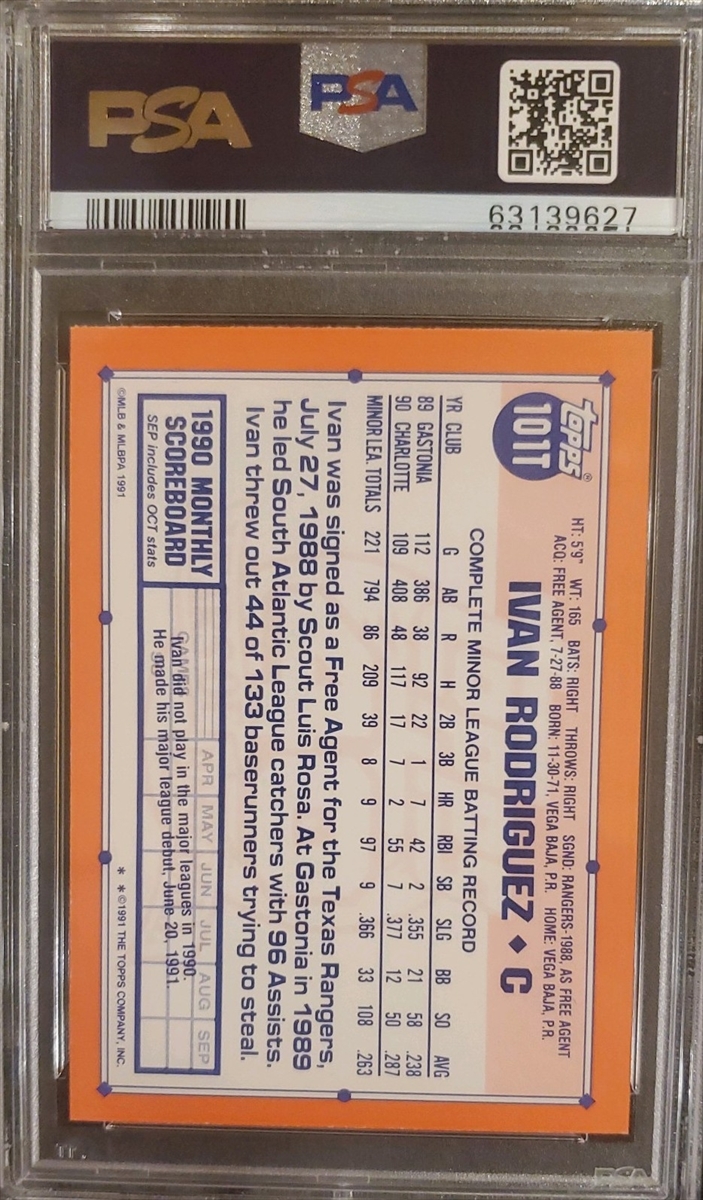 PSA
PSA
63139627
topps®
101T
HT: 5'9" WT: 165 BATS: RIGHT THROWS: RIGHT SGND: RANGERS-1988, AS FREE AGENT
ACQ: FREE AGENT, 7-27-88 BORN: 11-30-71, VEGA BAJA, P.R. HOME: VEGA BAJA, P.R.
IVAN RODRIGUEZ ◆ C
COMPLETE MINOR LEAGUE BATTING RECORD
YR CLUB G AB R H 2B 3B HR RBI SB SLG BB SO AVG
89 GASTONIA 112 386 38 92 22 1 7 42 2 .355 21 58 .238
90 CHARLOTTE 109 408 48 117 17 7 2 55 7 .377 12 50 .287
MINOR LEA. TOTALS 221 794 86 209 39 8 9 97 9 .366 33 108 .263
Ivan was signed as a Free Agent for the Texas Rangers,
July 27, 1988 by Scout Luis Rosa. At Gastonia in 1989
he led South Atlantic League catchers with 96 Assists.
Ivan threw out 44 of 133 baserunners trying to steal.
1990 MONTHLY
SCOREBOARD
SEP includes OCT stats
APR MAY JUN JUL AUG SEP
GAMES
Ivan did not play in the major leagues in 1990.
He made his major league debut, June 20, 1991.
©MLB & MLBPA 1991
* * ©1991 THE TOPPS COMPANY, INC.
PSA